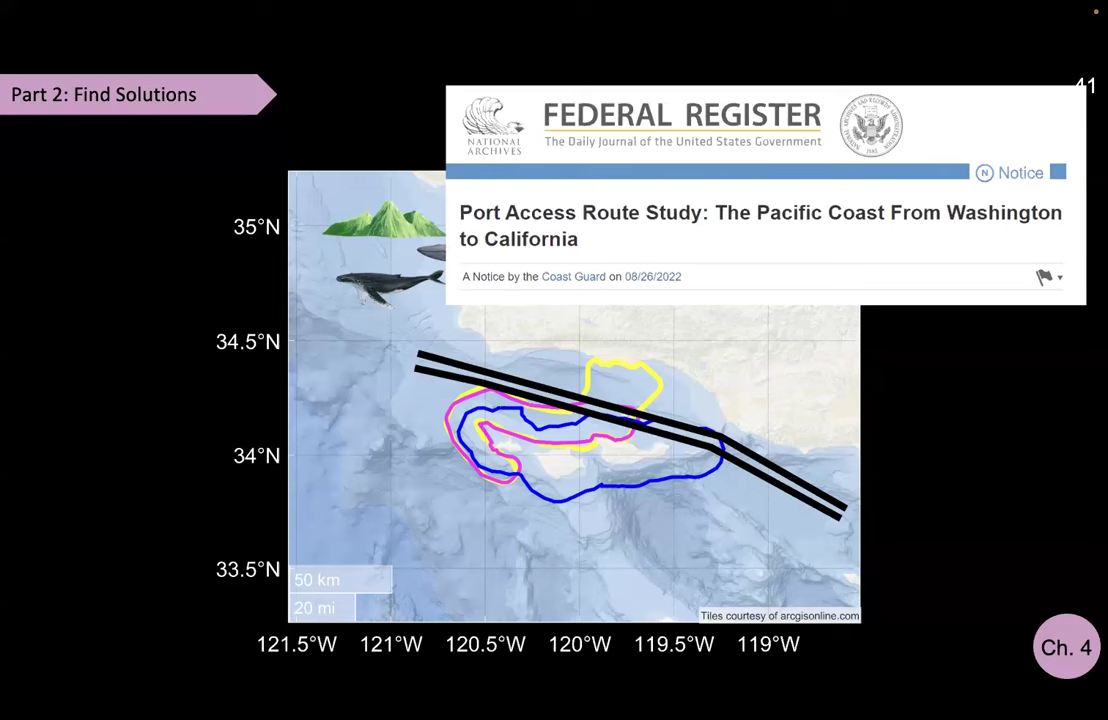 41
Part 2: Find Solutions
NATIONAL
ARCHIVES
FEDERAL REGISTER
The Daily Journal of the United States Government
N Notice
Port Access Route Study: The Pacific Coast From Washington
to California
A Notice by the Coast Guard on 08/26/2022
35°N
34.5°N
34°N
33.5°N
50 km
20 mi
Tiles courtesy of arcgisonline.com
121.5°W 121°W 120.5°W 120°W 119.5°W 119°W
Ch. 4